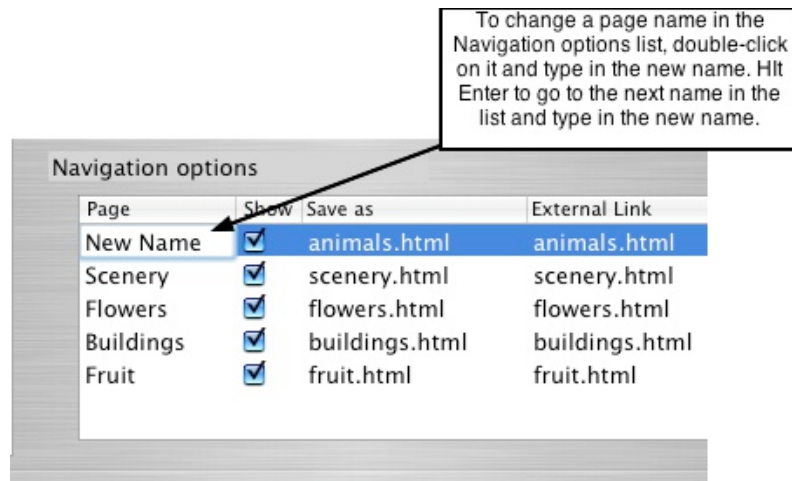 To change a page name in the
Navigation options list, double-click
on it and type in the new name. HIt
Enter to go to the next name in the
list and type in the new name.
Navigation options
Page Show Save as External Link
New Name animals.html animals.html
Scenery scenery.html scenery.html
Flowers flowers.html flowers.html
Buildings buildings.html buildings.html
Fruit fruit.html fruit.html